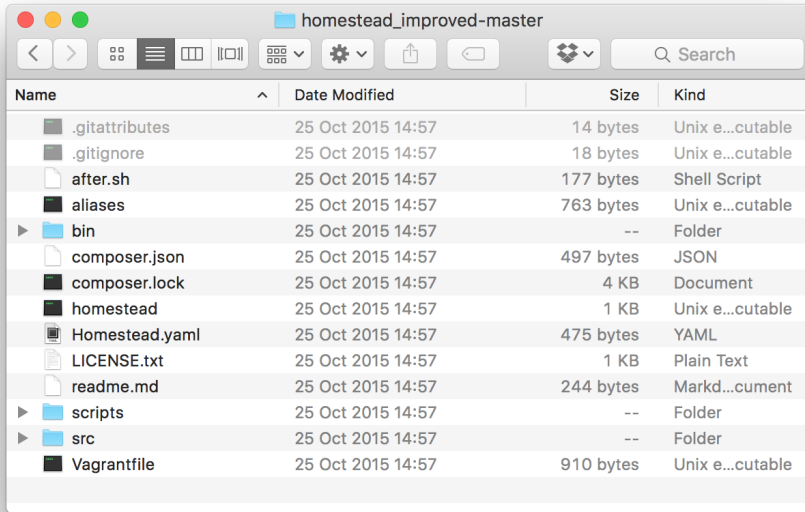 homestead_improved-master
Search
Name Date Modified Size Kind
.gitattributes 25 Oct 2015 14:57 14 bytes Unix e...cutable
.gitignore 25 Oct 2015 14:57 18 bytes Unix e...cutable
after.sh 25 Oct 2015 14:57 177 bytes Shell Script
aliases 25 Oct 2015 14:57 763 bytes Unix e...cutable
bin 25 Oct 2015 14:57 -- Folder
composer.json 25 Oct 2015 14:57 497 bytes JSON
composer.lock 25 Oct 2015 14:57 4 KB Document
homestead 25 Oct 2015 14:57 1 KB Unix e...cutable
Homestead.yaml 25 Oct 2015 14:57 475 bytes YAML
LICENSE.txt 25 Oct 2015 14:57 1 KB Plain Text
readme.md 25 Oct 2015 14:57 244 bytes Markd...cument
scripts 25 Oct 2015 14:57 -- Folder
src 25 Oct 2015 14:57 -- Folder
Vagrantfile 25 Oct 2015 14:57 910 bytes Unix e...cutable